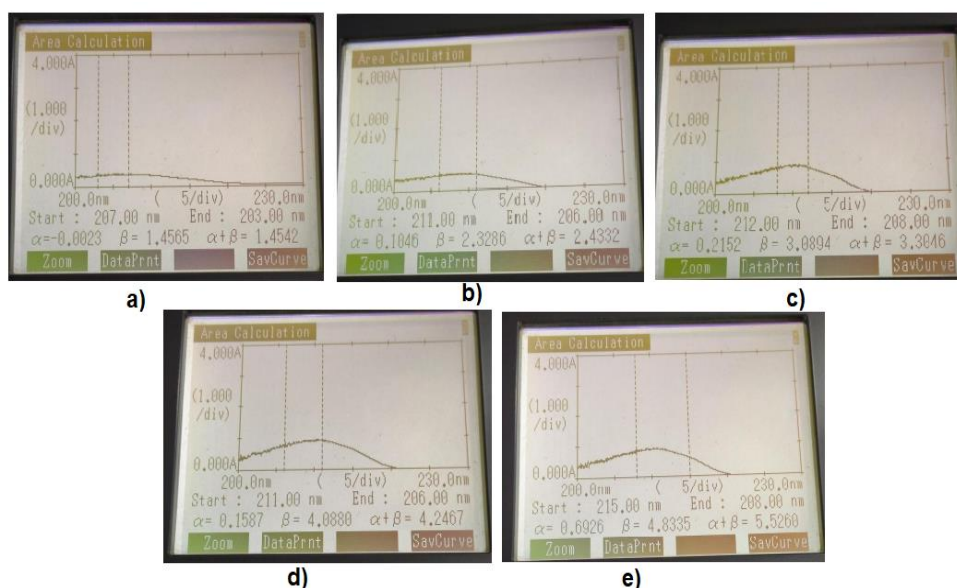 Area Calculation
4.000A
(1.000
/div)
0.000A
200.0nm ( 5/div) 230.0nm
Start : 207.00 nm End : 203.00 nm
α=-0.0023 β= 1.4565 α+β= 1.4542
Zoom DataPrnt SavCurve
a)
Area Calculation
4.000A
(1.000
/div)
0.000A
200.0nm ( 5/div) 230.0nm
Start : 211.00 nm End : 206.00 nm
α= 0.1046 β= 2.3286 α+β= 2.4332
Zoom DataPrnt SavCurve
b)
Area Calculation
4.000A
(1.000
/div)
0.000A
200.0nm ( 5/div) 230.0nm
Start : 212.00 nm End : 208.00 nm
α= 0.2152 β= 3.0894 α+β= 3.3046
Zoom DataPrnt SavCurve
c)
Area Calculation
4.000A
(1.000
/div)
0.000A
200.0nm ( 5/div) 230.0nm
Start : 211.00 nm End : 206.00 nm
α= 0.1587 β= 4.0880 α+β= 4.2467
Zoom DataPrnt SavCurve
d)
Area Calculation
4.000A
(1.000
/div)
0.000A
200.0nm ( 5/div) 230.0nm
Start : 215.00 nm End : 208.00 nm
α= 0.6926 β= 4.8335 α+β= 5.5260
Zoom DataPrnt SavCurve
e)